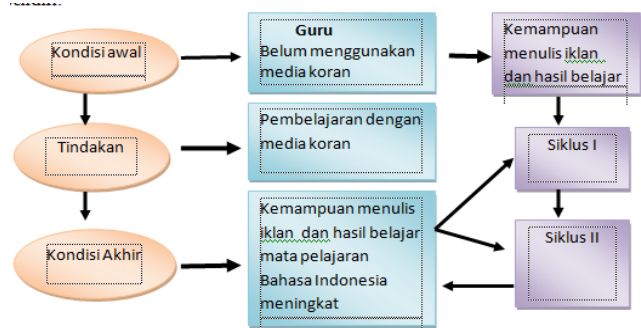 Kondisi awal
Guru
Belum menggunakan
media koran
Kemampuan
menulis iklan
dan hasil belajar
Tindakan
Pembelajaran dengan
media koran
Siklus I
Kondisi Akhir
Kemampuan menulis
iklan dan hasil belajar
mata pelajaran
Bahasa Indonesia
meningkat
Siklus II